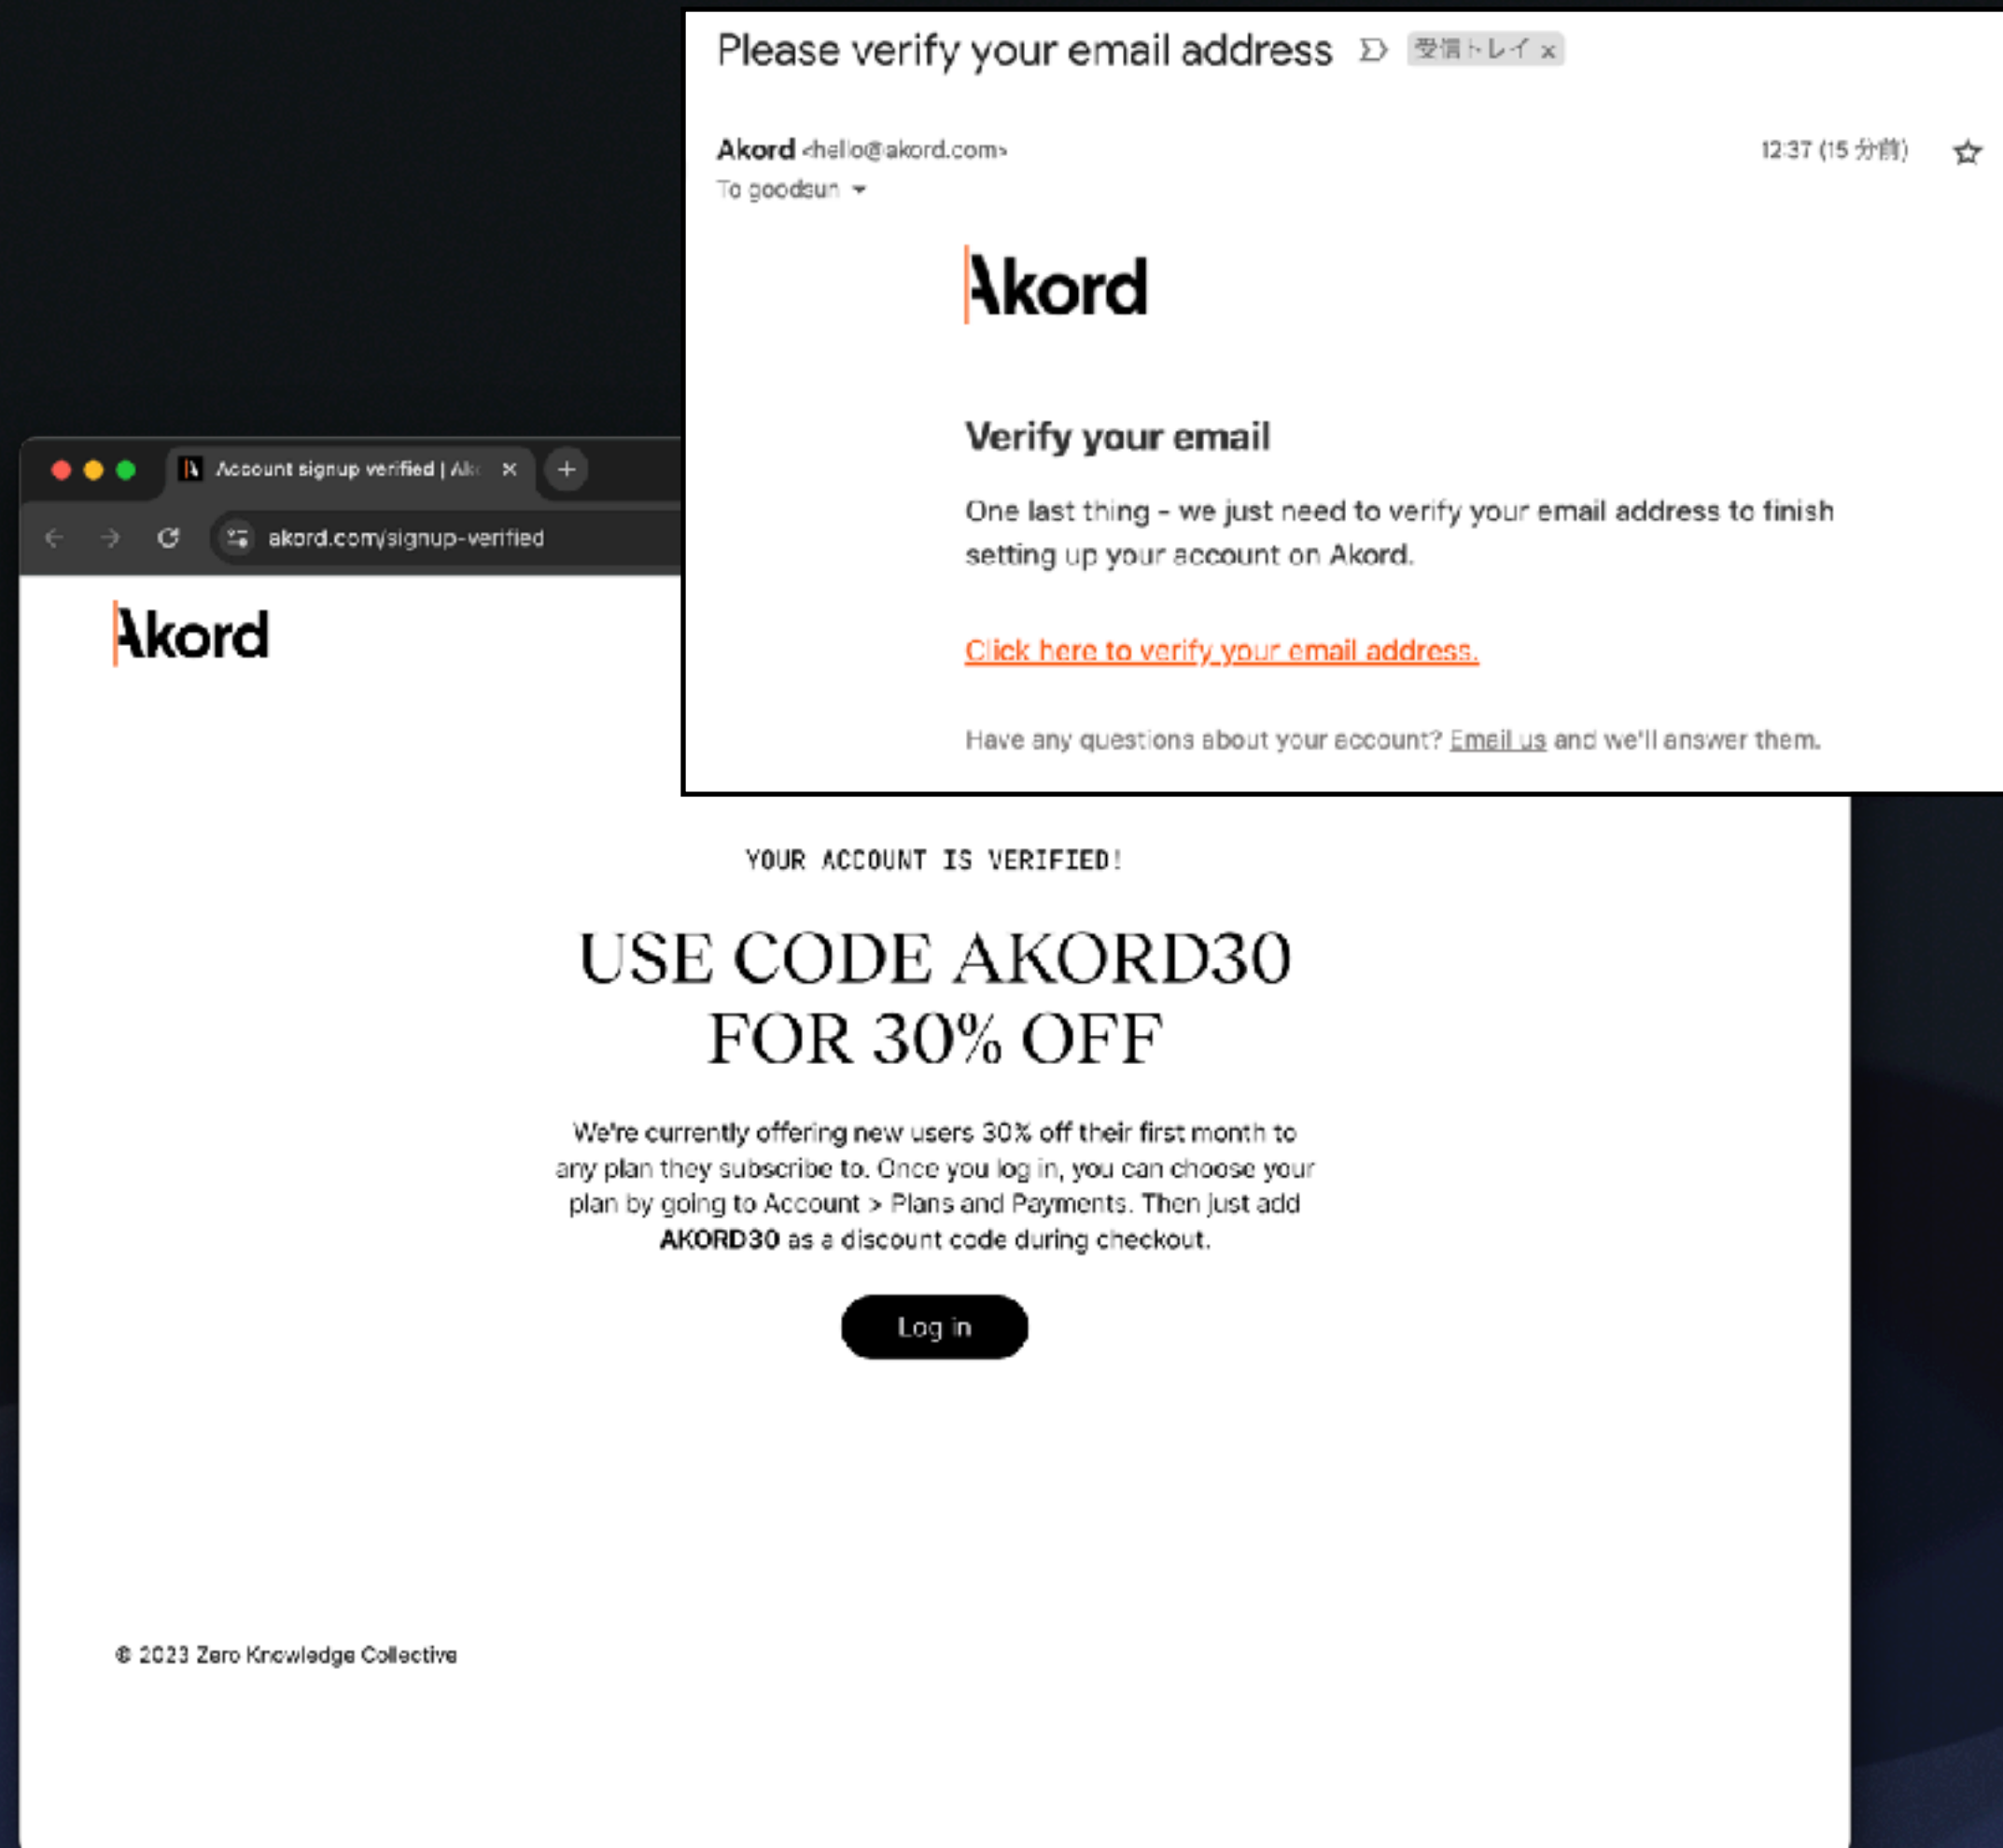 Please verify your email address 受信トレイ x
Akord <hello@akord.com>
12:37 (15 分前)
To goodsun
Akord
Verify your email
One last thing - we just need to verify your email address to finish
setting up your account on Akord.
Click here to verify your email address.
Have any questions about your account? Email us and we'll answer them.
Account signup verified | Ak
akord.com/signup-verified
Akord
YOUR ACCOUNT IS VERIFIED!
USE CODE AKORD30
FOR 30% OFF
We're currently offering new users 30% off their first month to
any plan they subscribe to. Once you log in, you can choose your
plan by going to Account > Plans and Payments. Then just add
AKORD30 as a discount code during checkout.
Log in
© 2023 Zero Knowledge Collective